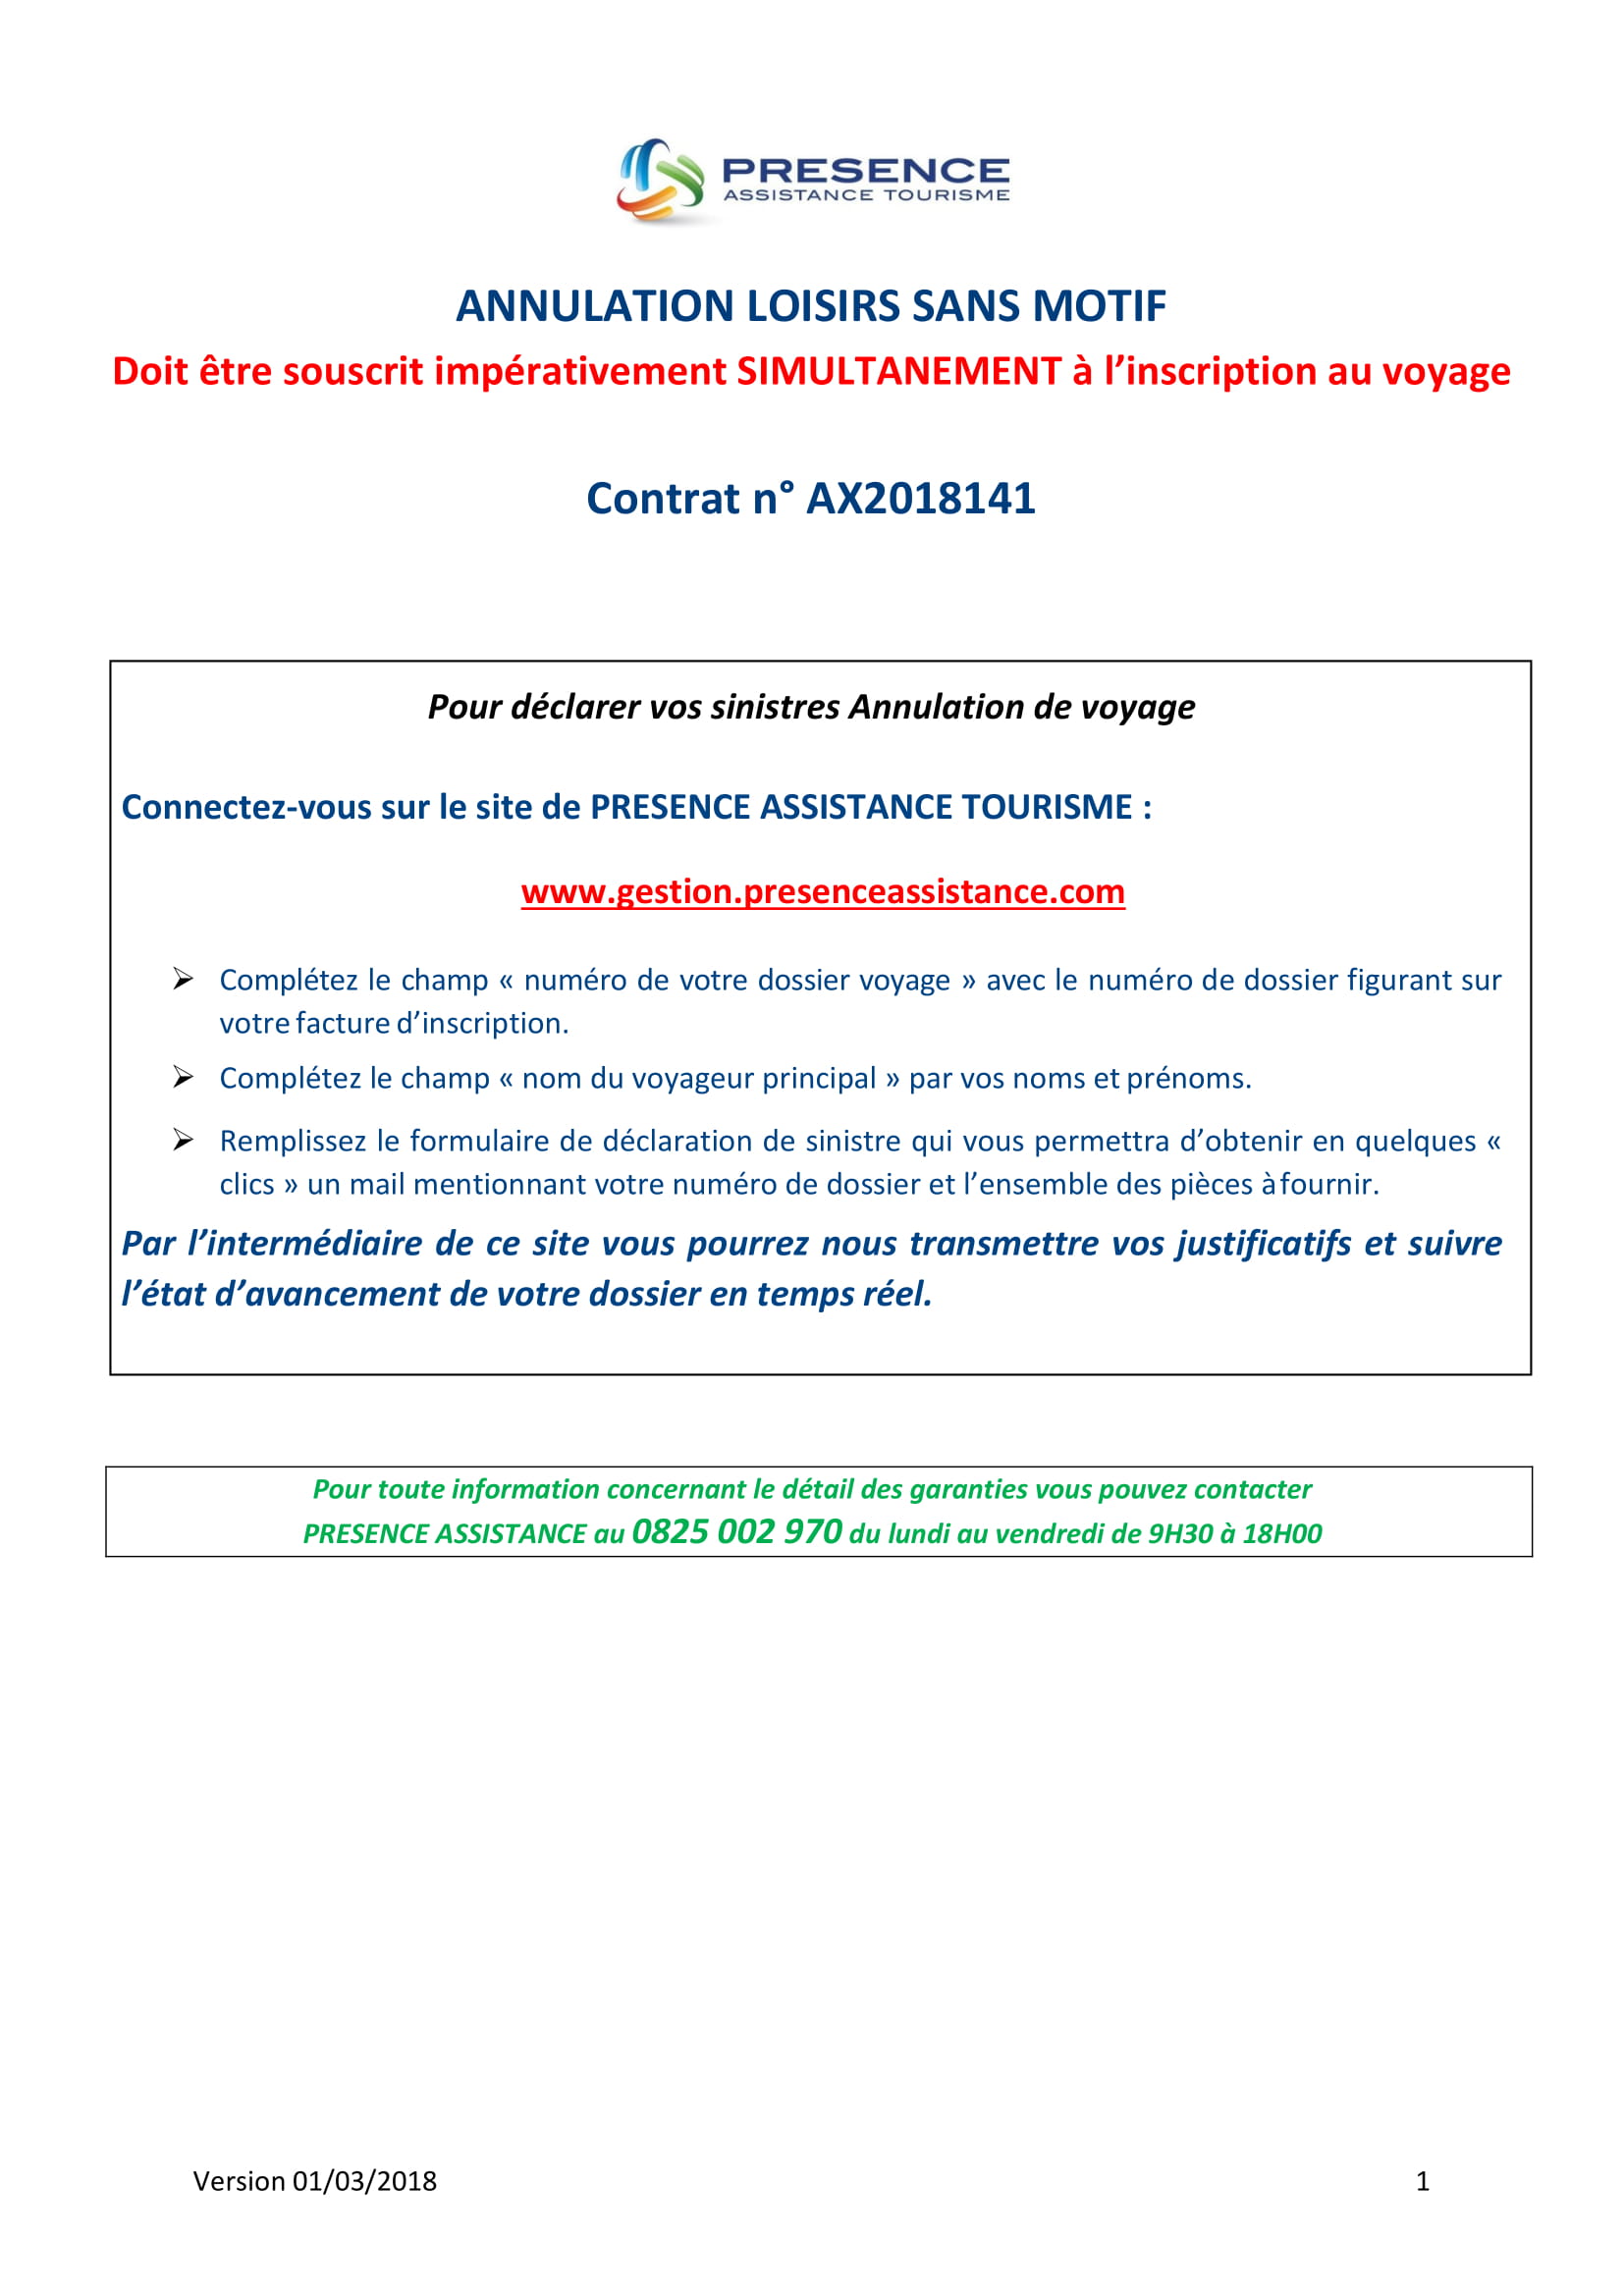 PRESENCE
ASSISTANCE TOURISME
ANNULATION LOISIRS SANS MOTIF
Doit être souscrit impérativement SIMULTANEMENT à l’inscription au voyage
Contrat n° AX2018141
Pour déclarer vos sinistres Annulation de voyage
Connectez-vous sur le site de PRESENCE ASSISTANCE TOURISME :
www.gestion.presenceassistance.com
➢ Complétez le champ « numéro de votre dossier voyage » avec le numéro de dossier figurant sur
votre facture d’inscription.
➢ Complétez le champ « nom du voyageur principal » par vos noms et prénoms.
➢ Remplissez le formulaire de déclaration de sinistre qui vous permettra d’obtenir en quelques «
clics » un mail mentionnant votre numéro de dossier et l’ensemble des pièces à fournir.
Par l’intermédiaire de ce site vous pourrez nous transmettre vos justificatifs et suivre
l’état d’avancement de votre dossier en temps réel.
Pour toute information concernant le détail des garanties vous pouvez contacter
PRESENCE ASSISTANCE au 0825 002 970 du lundi au vendredi de 9H30 à 18H00
Version 01/03/2018 1